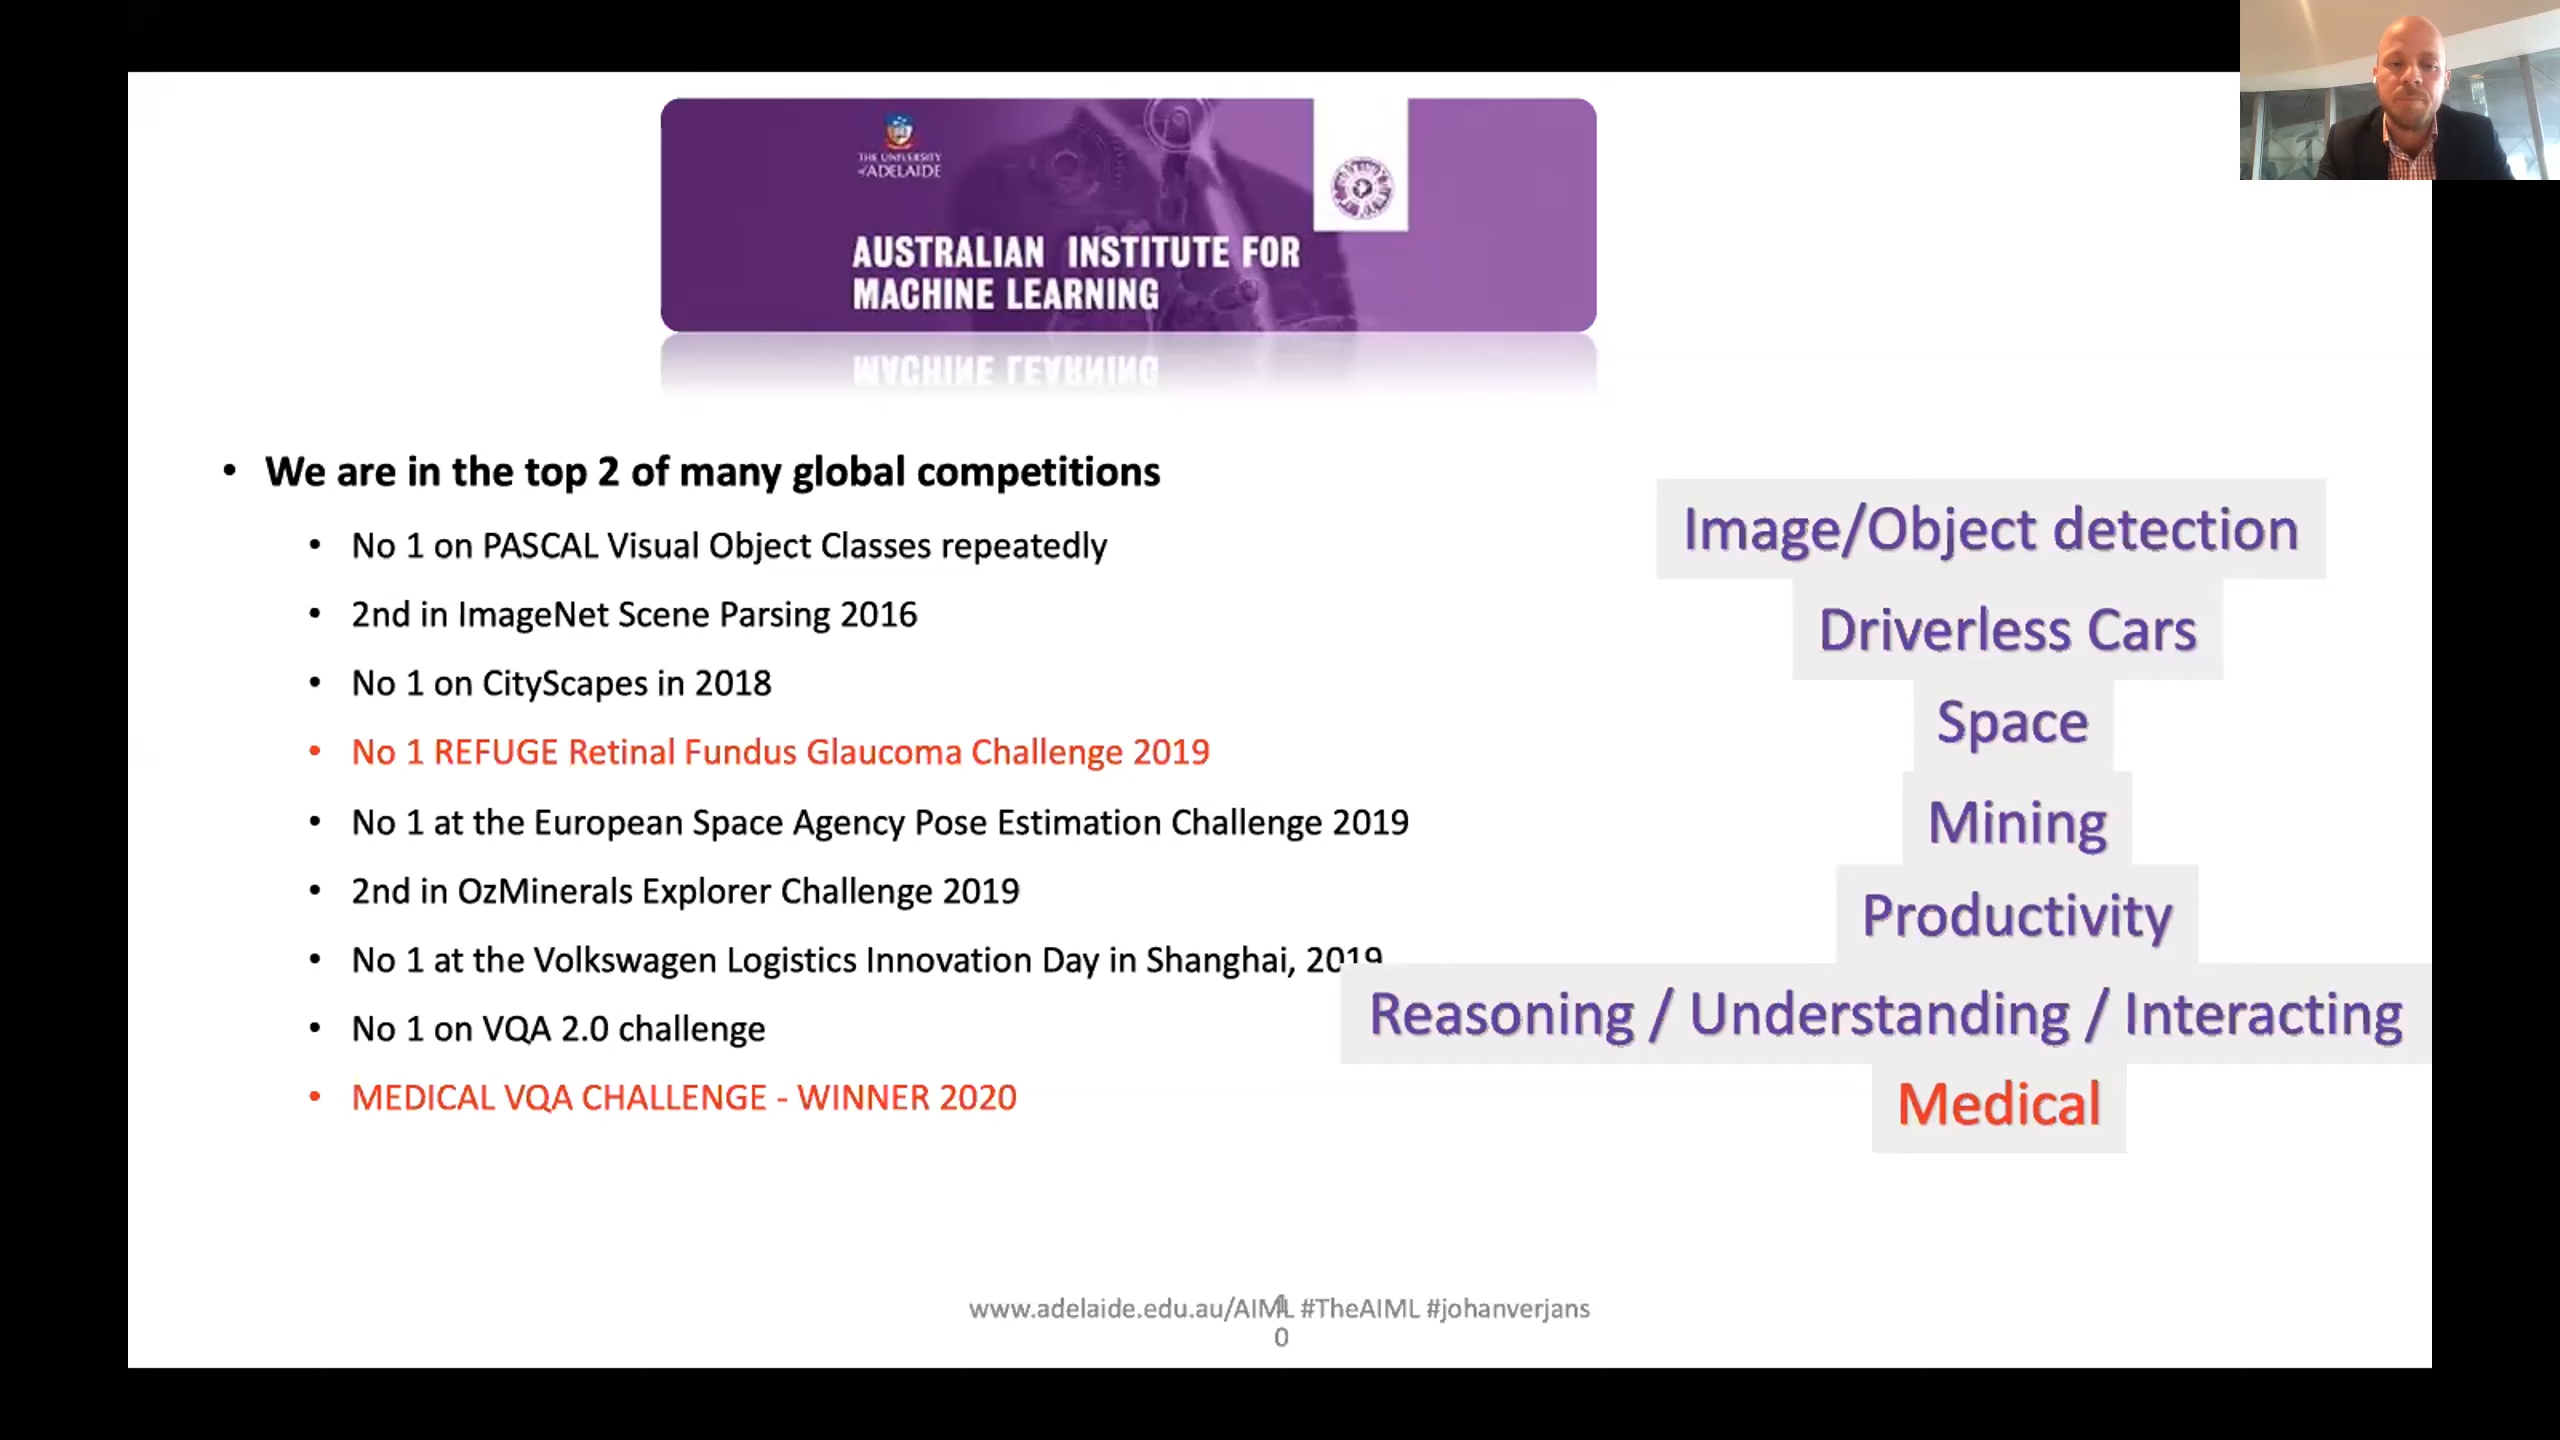 THE UNIVERSITY
of ADELAIDE
AUSTRALIAN INSTITUTE FOR
MACHINE LEARNING
• We are in the top 2 of many global competitions
• No 1 on PASCAL Visual Object Classes repeatedly
• 2nd in ImageNet Scene Parsing 2016
• No 1 on CityScapes in 2018
• No 1 REFUGE Retinal Fundus Glaucoma Challenge 2019
• No 1 at the European Space Agency Pose Estimation Challenge 2019
• 2nd in OzMinerals Explorer Challenge 2019
• No 1 at the Volkswagen Logistics Innovation Day in Shanghai, 2019
• No 1 on VQA 2.0 challenge
• MEDICAL VQA CHALLENGE - WINNER 2020
Image/Object detection
Driverless Cars
Space
Mining
Productivity
Reasoning / Understanding / Interacting
Medical
www.adelaide.edu.au/AIML #TheAIML #johanverjans
1
0